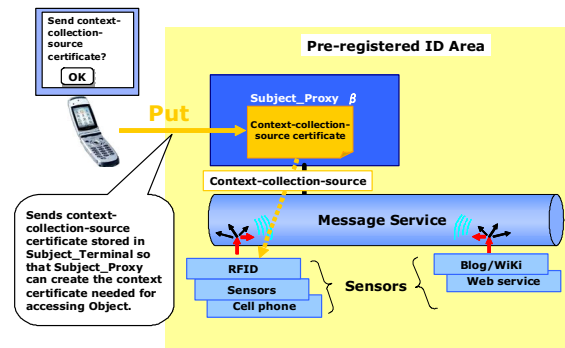 Send context-
collection-
source
certificate?
OK
Pre-registered ID Area
Put
Subject_Proxy β
Context-collection-
source certificate
Context-collection-source
Message Service
Sends context-
collection-source
certificate stored in
Subject_Terminal so
that Subject_Proxy
can create the context
certificate needed for
accessing Object.
RFID
Sensors
Cell phone
Sensors
Blog/WiKi
Web service